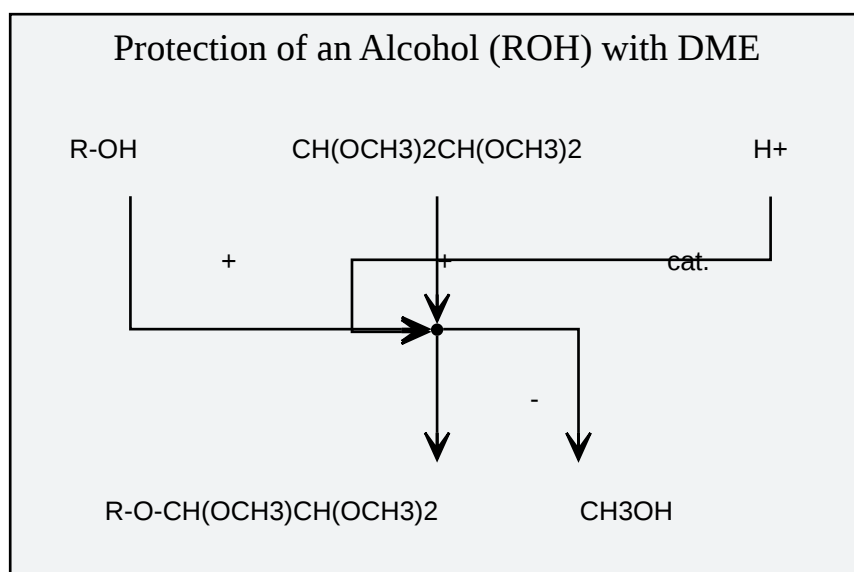 Protection of an Alcohol (ROH) with DME
R-OH CH(OCH3)2CH(OCH3)2 H+
+ + cat.
-
R-O-CH(OCH3)CH(OCH3)2 CH3OH